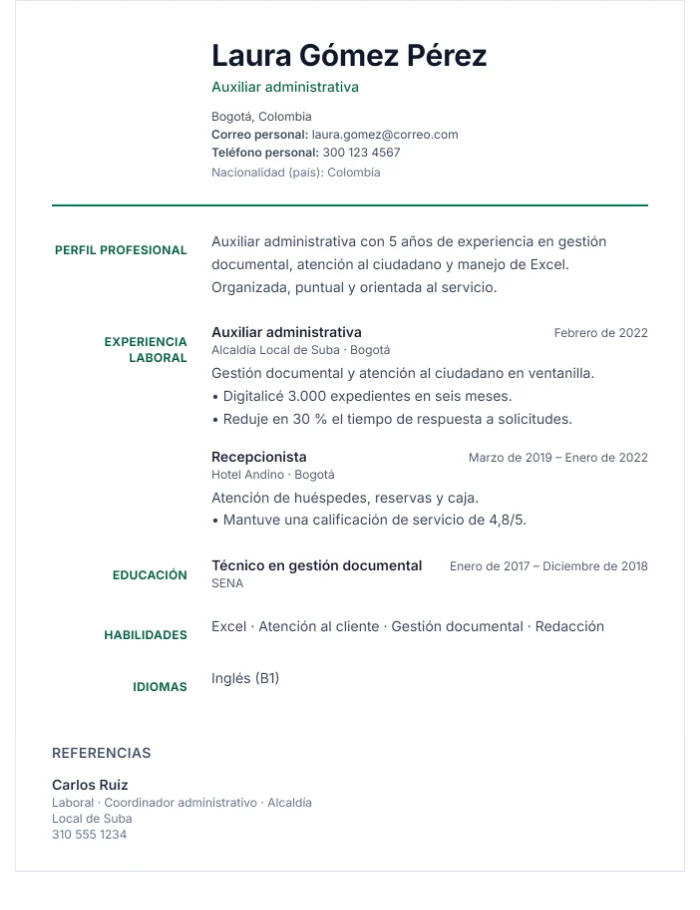 Laura Gómez Pérez
Auxiliar administrativa
Bogotá, Colombia
Correo personal: laura.gomez@correo.com
Teléfono personal: 300 123 4567
Nacionalidad (país): Colombia
PERFIL PROFESIONAL
Auxiliar administrativa con 5 años de experiencia en gestión
documental, atención al ciudadano y manejo de Excel.
Organizada, puntual y orientada al servicio.
EXPERIENCIA
LABORAL
Auxiliar administrativa Febrero de 2022
Alcaldía Local de Suba · Bogotá
Gestión documental y atención al ciudadano en ventanilla.
• Digitalicé 3.000 expedientes en seis meses.
• Reduje en 30 % el tiempo de respuesta a solicitudes.
Recepcionista Marzo de 2019 – Enero de 2022
Hotel Andino · Bogotá
Atención de huéspedes, reservas y caja.
• Mantuve una calificación de servicio de 4,8/5.
EDUCACIÓN
Técnico en gestión documental Enero de 2017 – Diciembre de 2018
SENA
HABILIDADES
Excel · Atención al cliente · Gestión documental · Redacción
IDIOMAS
Inglés (B1)
REFERENCIAS
Carlos Ruiz
Laboral · Coordinador administrativo · Alcaldía
Local de Suba
310 555 1234